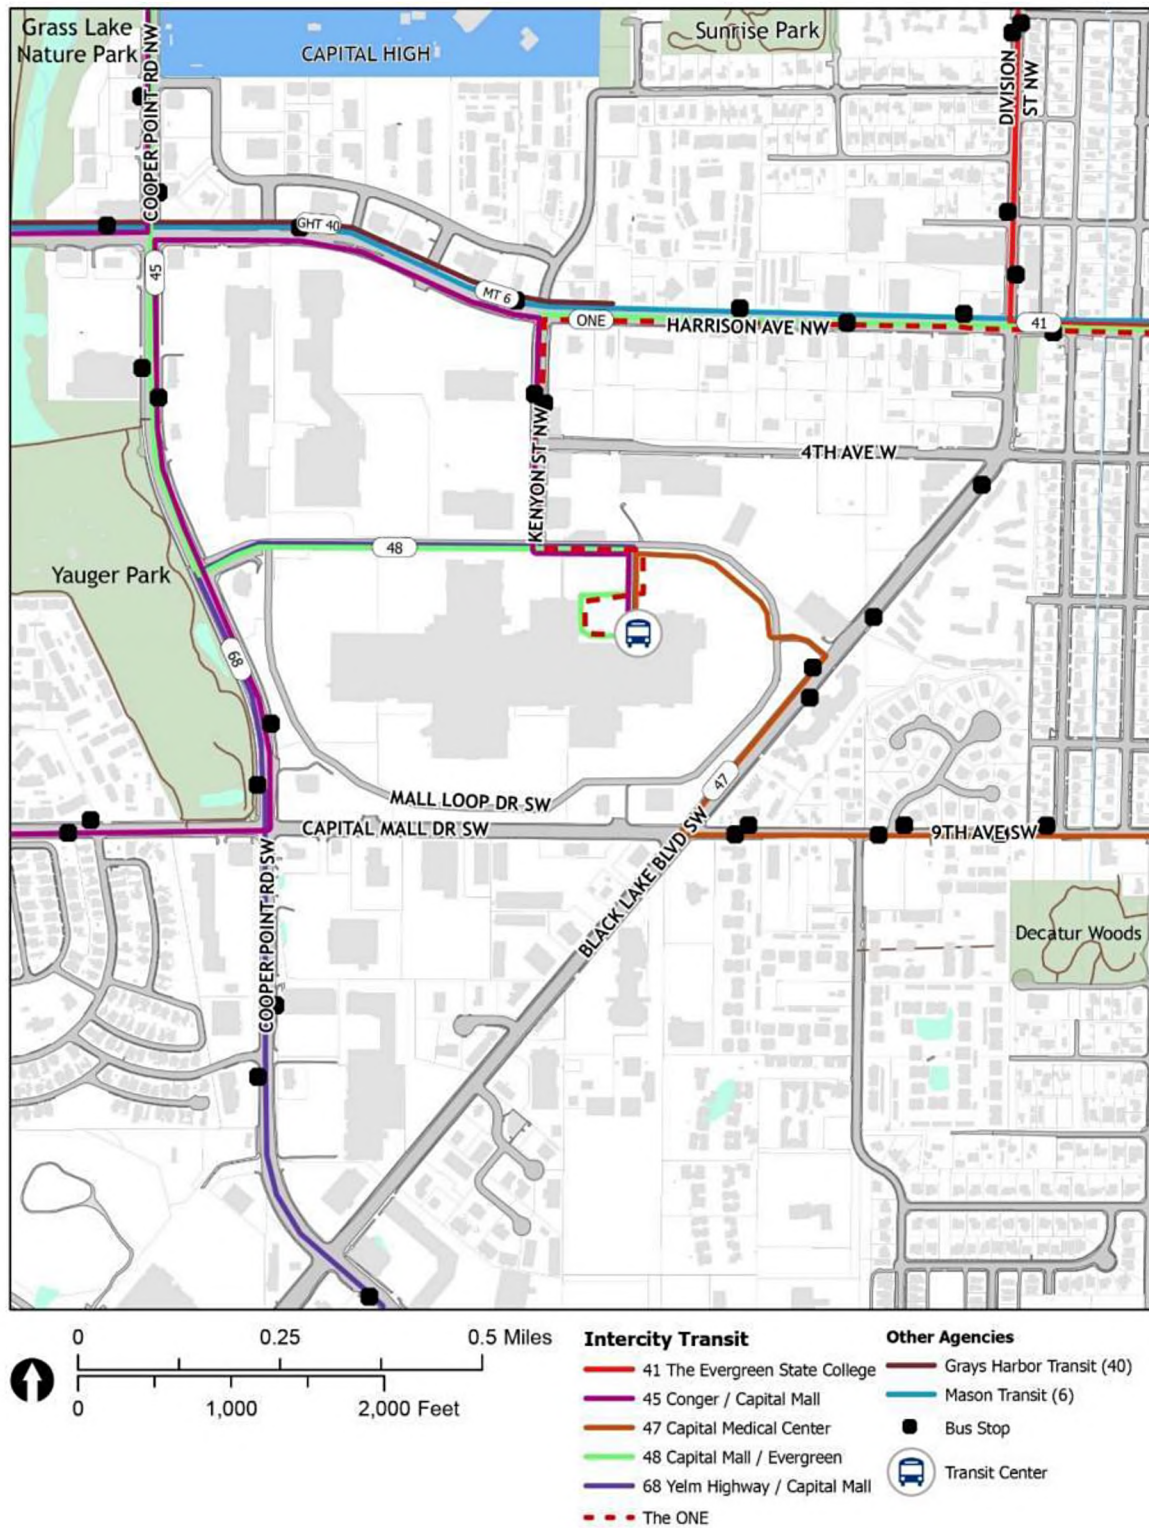 Grass Lake
Nature Park
COOPER POINT RD NW
CAPITAL HIGH
Sunrise Park
DIVISION
ST NW
GHT 40
45
MT 6
ONE
HARRISON AVE NW
41
KENYON ST NW
4TH AVE W
48
Yauger Park
68
47
MALL LOOP DR SW
CAPITAL MALL DR SW
9TH AVE SW
COOPER POINT RD SW
BLACK LAKE BLVD SW
Decatur Woods
0 0.25 0.5 Miles
0 1,000 2,000 Feet
Intercity Transit
41 The Evergreen State College
45 Conger / Capital Mall
47 Capital Medical Center
48 Capital Mall / Evergreen
68 Yelm Highway / Capital Mall
The ONE
Other Agencies
Grays Harbor Transit (40)
Mason Transit (6)
Bus Stop
Transit Center